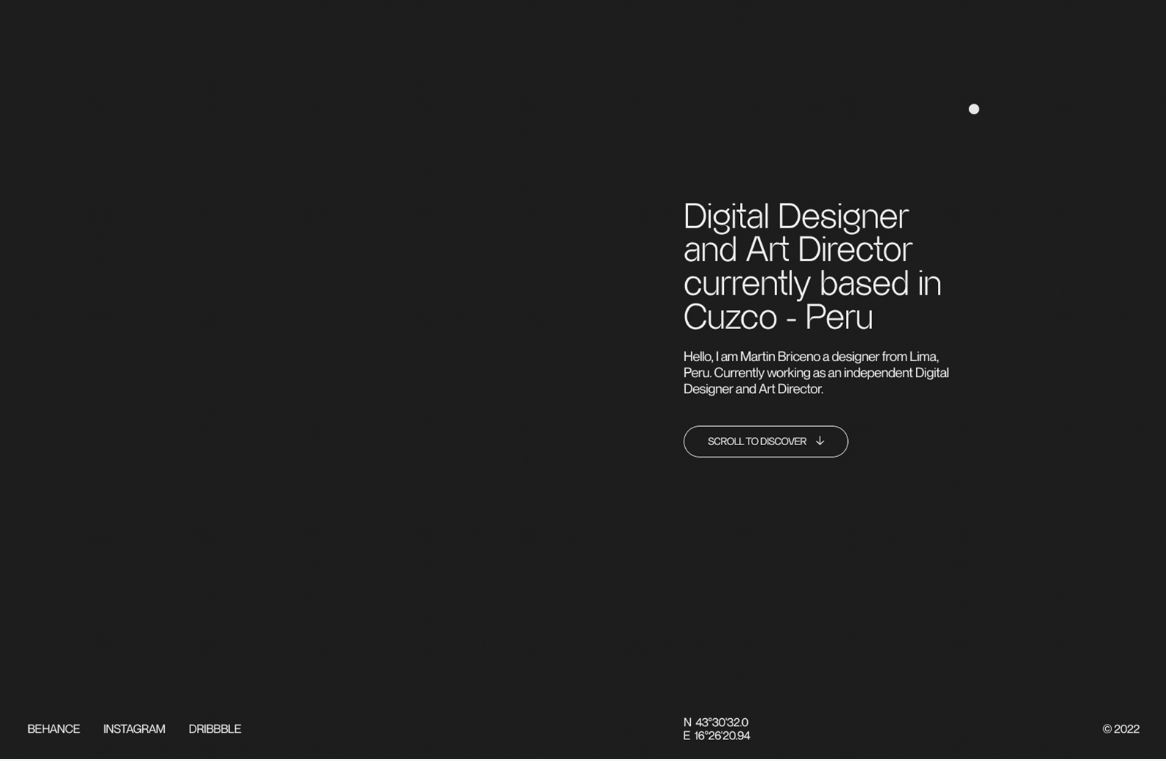 Digital Designer
and Art Director
currently based in
Cuzco - Peru
Hello, I am Martin Briceno a designer from Lima,
Peru. Currently working as an independent Digital
Designer and Art Director.
SCROLL TO DISCOVER ↓
BEHANCE INSTAGRAM DRIBBBLE
N 43°30'32.0
E 16°26'20.94
© 2022